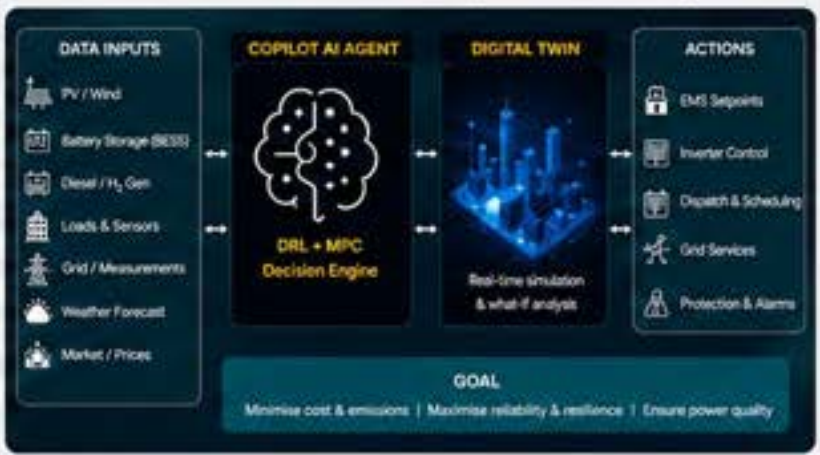 DATA INPUTS
PV / Wind
Battery Storage (BESS)
Diesel / H₂ Gen
Loads & Sensors
Grid / Measurements
Weather Forecast
Market / Prices
COPILOT AI AGENT
DRL + MPC
Decision Engine
DIGITAL TWIN
Real-time simulation
& what-if analysis
ACTIONS
EMS Setpoints
Inverter Control
Dispatch & Scheduling
Grid Services
Protection & Alarms
GOAL
Minimise cost & emissions | Maximise reliability & resilience | Ensure power quality